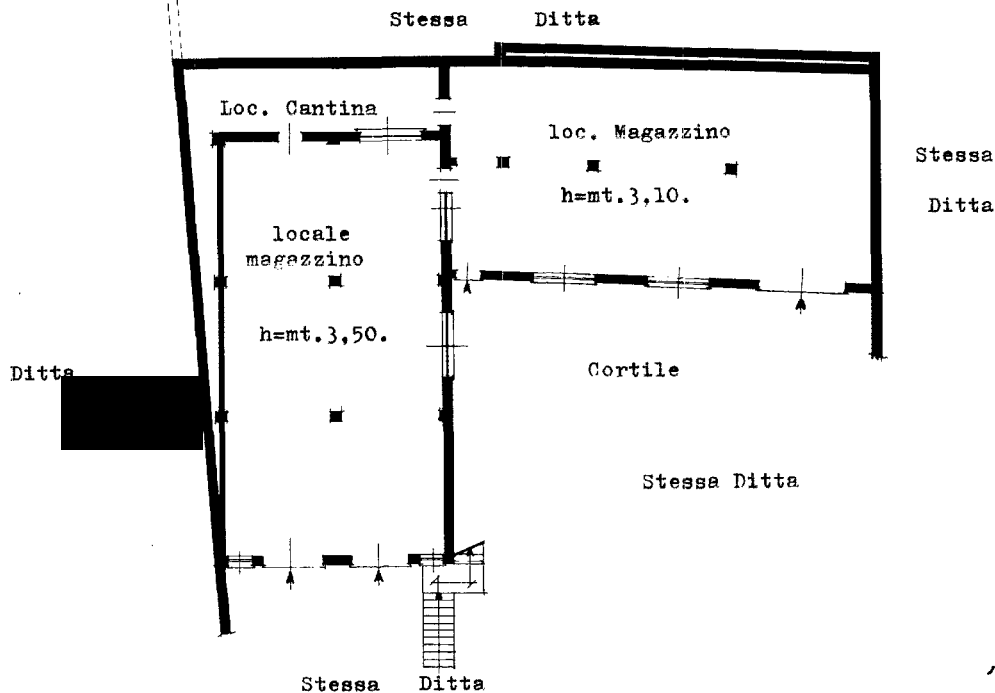 Stessa Ditta
Loc. Cantina
loc. Magazzino
h=mt.3,10.
Stessa
Ditta
locale
magazzino
h=mt.3,50.
Ditta
Cortile
Stessa Ditta
Stessa Ditta